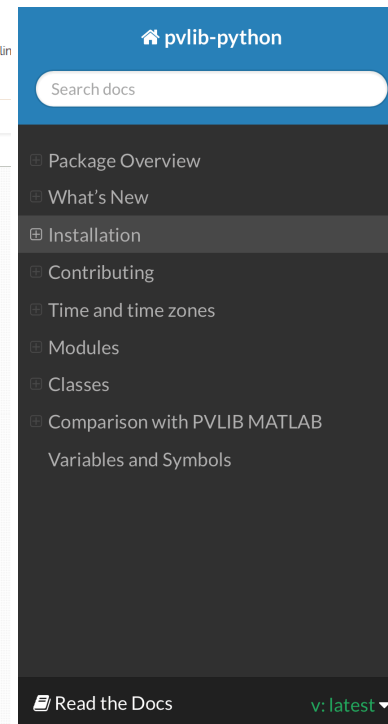 pvlib-python
lin
Search docs
Package Overview
What's New
Installation
Contributing
Time and time zones
Modules
Classes
Comparison with PVLIB MATLAB
Variables and Symbols
Read the Docs
v: latest